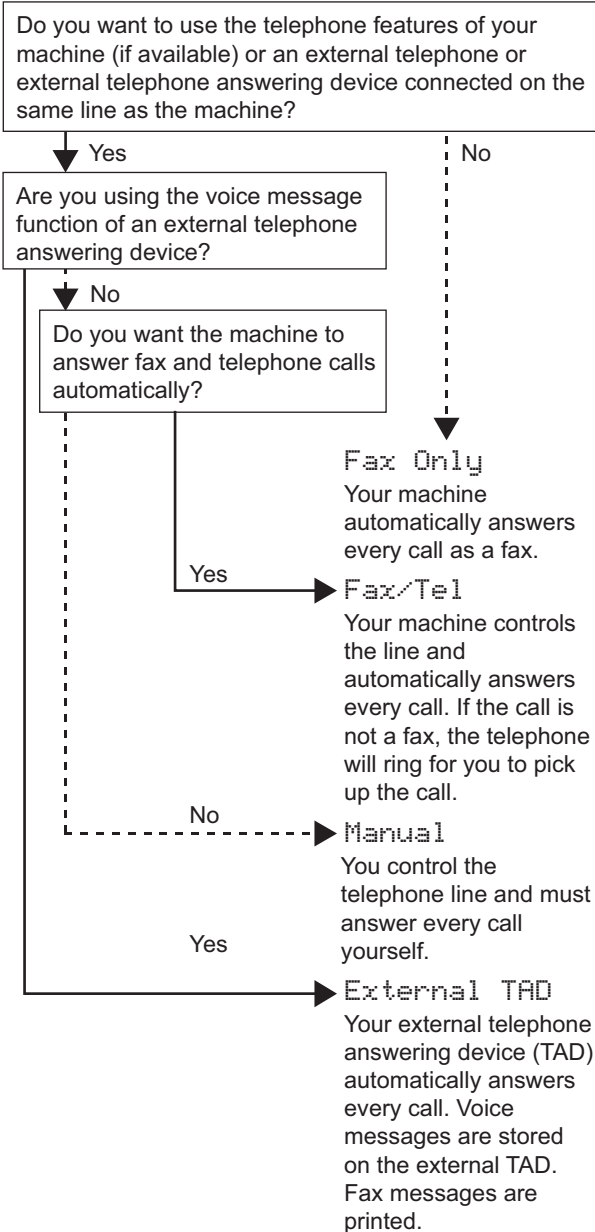 Do you want to use the telephone features of your
machine (if available) or an external telephone or
external telephone answering device connected on the
same line as the machine?
Yes
No
Are you using the voice message
function of an external telephone
answering device?
No
Do you want the machine to
answer fax and telephone calls
automatically?
Fax Only
Your machine
automatically answers
every call as a fax.
Yes
Fax/Tel
Your machine controls
the line and
automatically answers
every call. If the call is
not a fax, the telephone
will ring for you to pick
up the call.
No
Manual
You control the
telephone line and must
answer every call
yourself.
Yes
External TAD
Your external telephone
answering device (TAD)
automatically answers
every call. Voice
messages are stored
on the external TAD.
Fax messages are
printed.